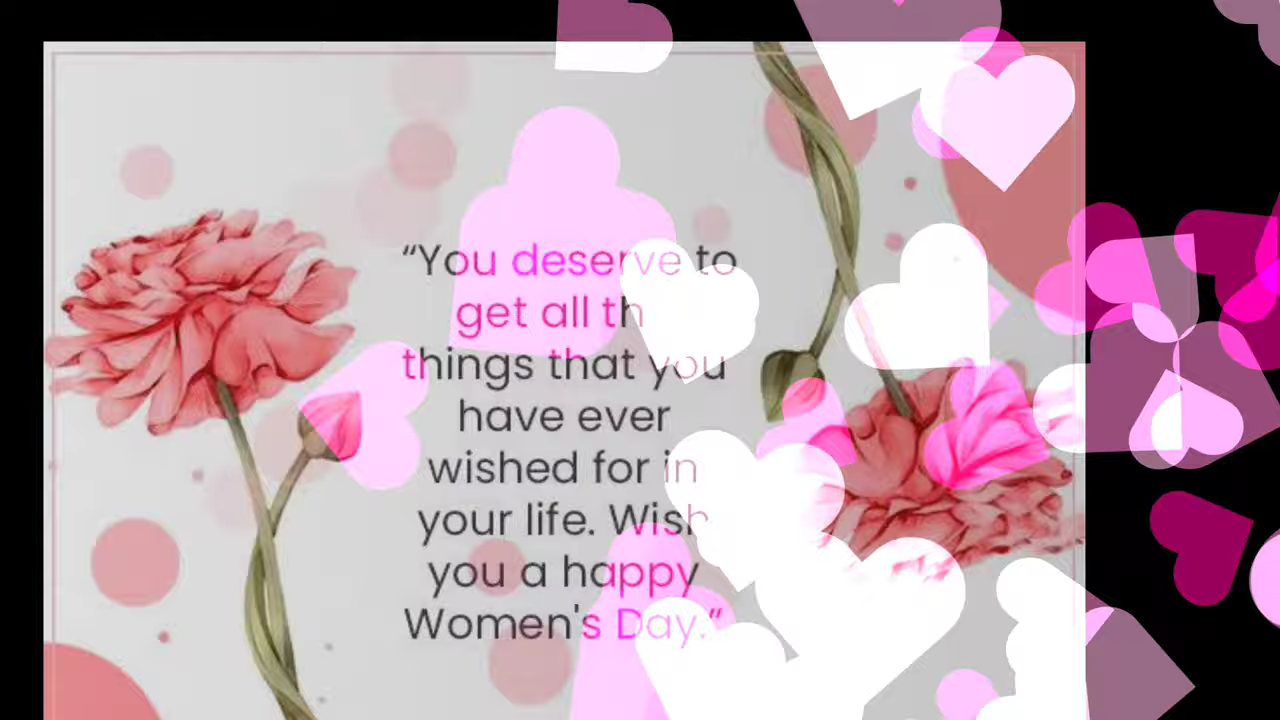 “You deserve to
get all th
things that you
have ever
wished for in
your life. Wish
you a happy
Women's Day.”